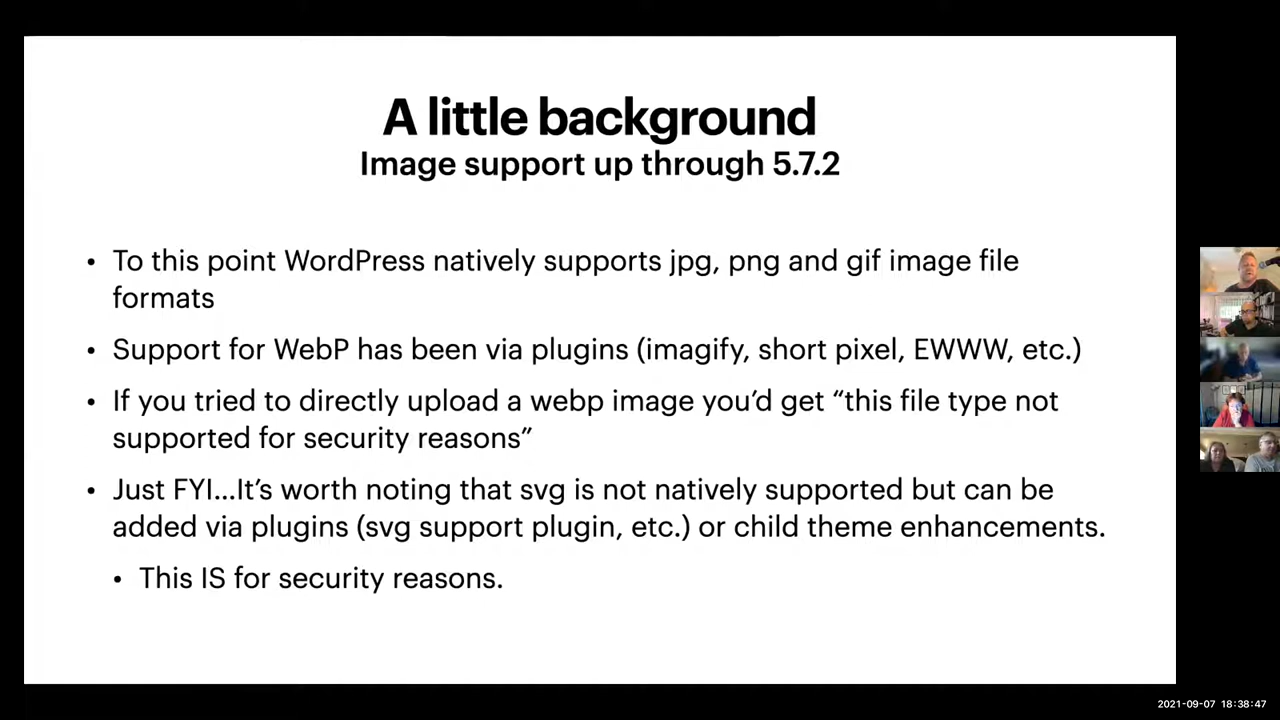 A little background
Image support up through 5.7.2
• To this point WordPress natively supports jpg, png and gif image file
formats
• Support for WebP has been via plugins (imagify, short pixel, EWWW, etc.)
• If you tried to directly upload a webp image you’d get “this file type not
supported for security reasons”
• Just FYI...It’s worth noting that svg is not natively supported but can be
added via plugins (svg support plugin, etc.) or child theme enhancements.
• This IS for security reasons.
2021-09-07 18:38:47